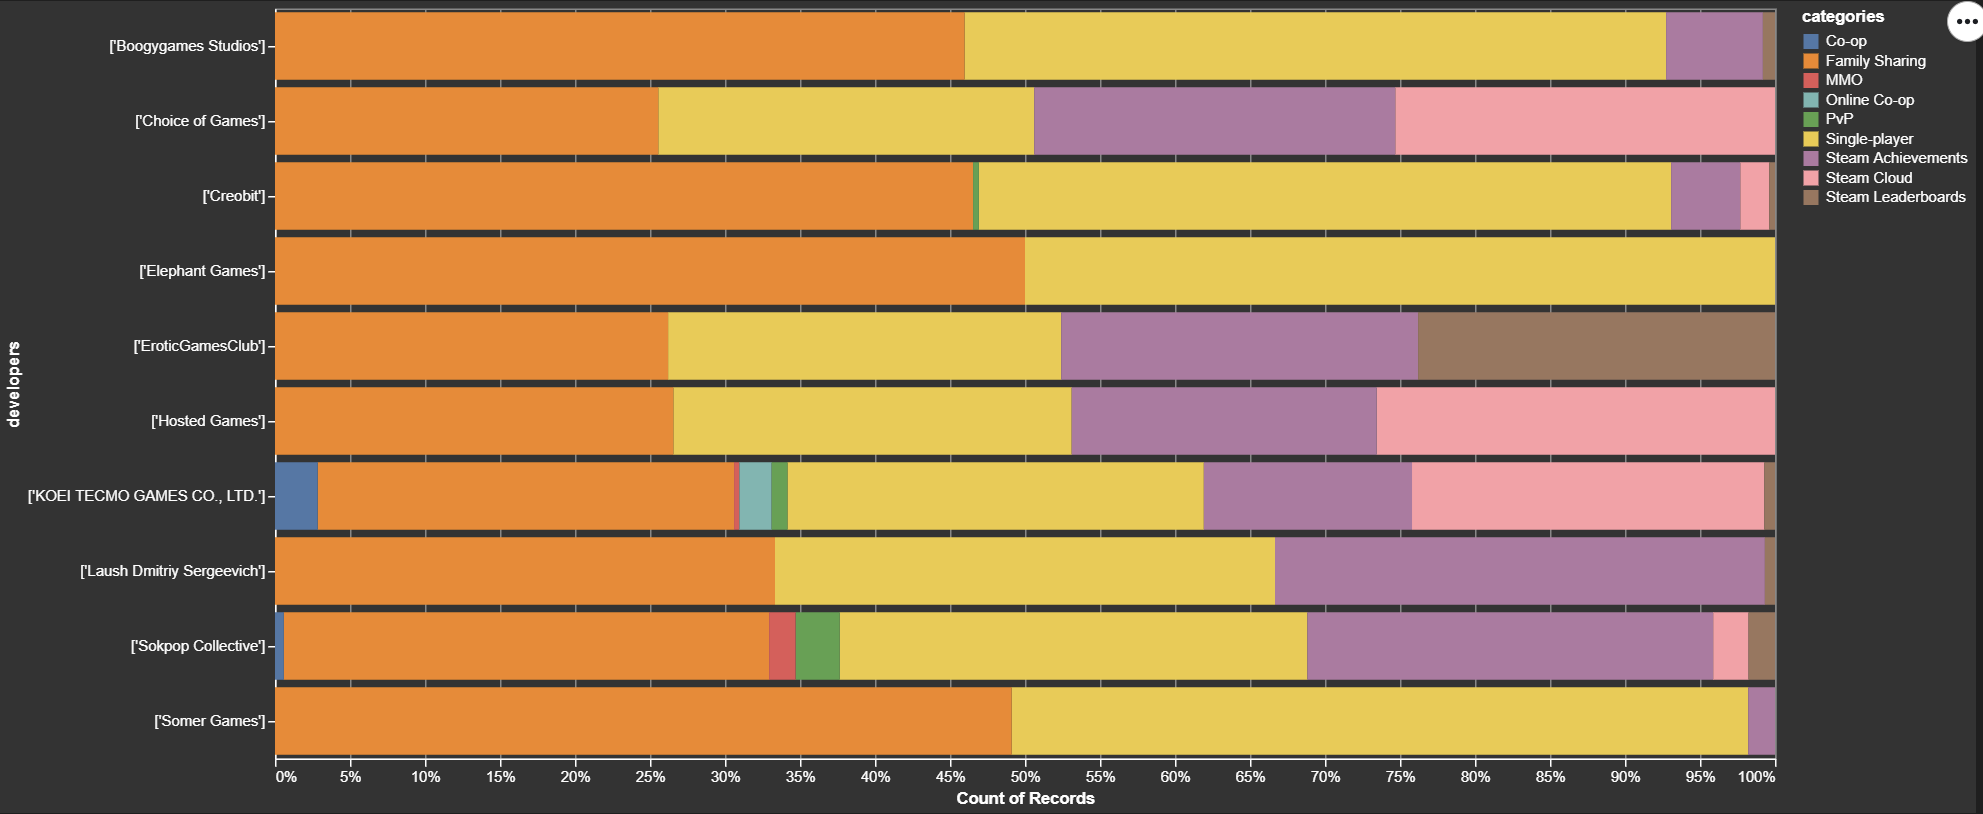 ['Boogygames Studios']
['Choice of Games']
['Creobit']
['Elephant Games']
['EroticGamesClub']
['Hosted Games']
['KOEI TECMO GAMES CO., LTD.']
['Laush Dmitriy Sergeevich']
['Sokpop Collective']
['Somer Games']
developers
0% 5% 10% 15% 20% 25% 30% 35% 40% 45% 50% 55% 60% 65% 70% 75% 80% 85% 90% 95% 100%
Count of Records
categories
Co-op
Family Sharing
MMO
Online Co-op
PvP
Single-player
Steam Achievements
Steam Cloud
Steam Leaderboards